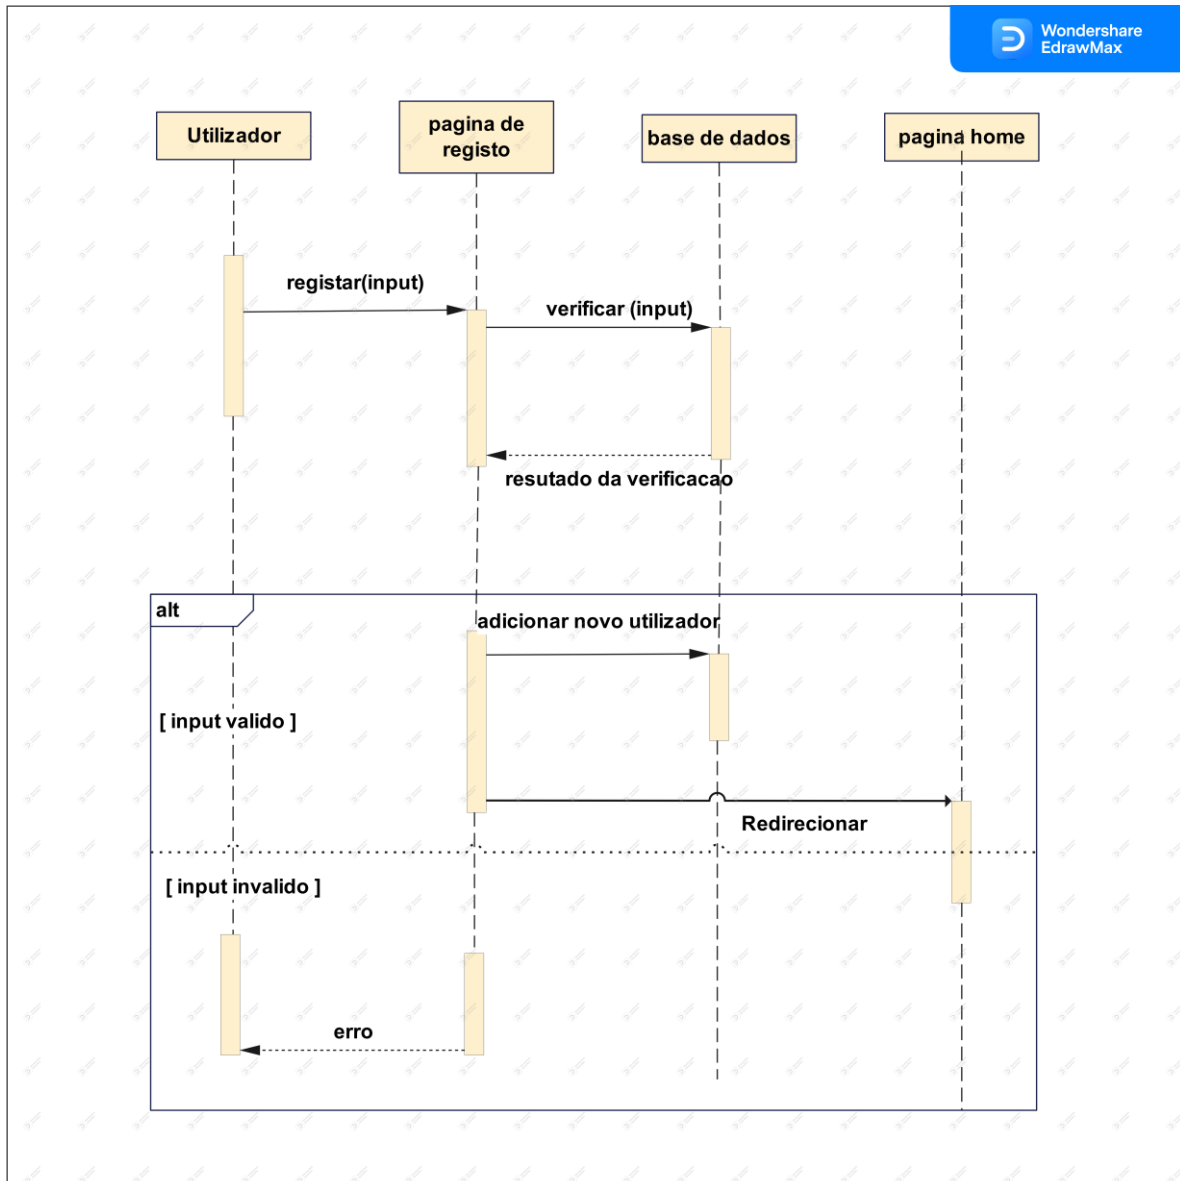 Wondershare
EdrawMax
Utilizador
pagina de
registo
base de dados
pagina home
registar(input)
verificar (input)
resutado da verificacao
alt
adicionar novo utilizador
[ input valido ]
Redirecionar
[ input invalido ]
erro